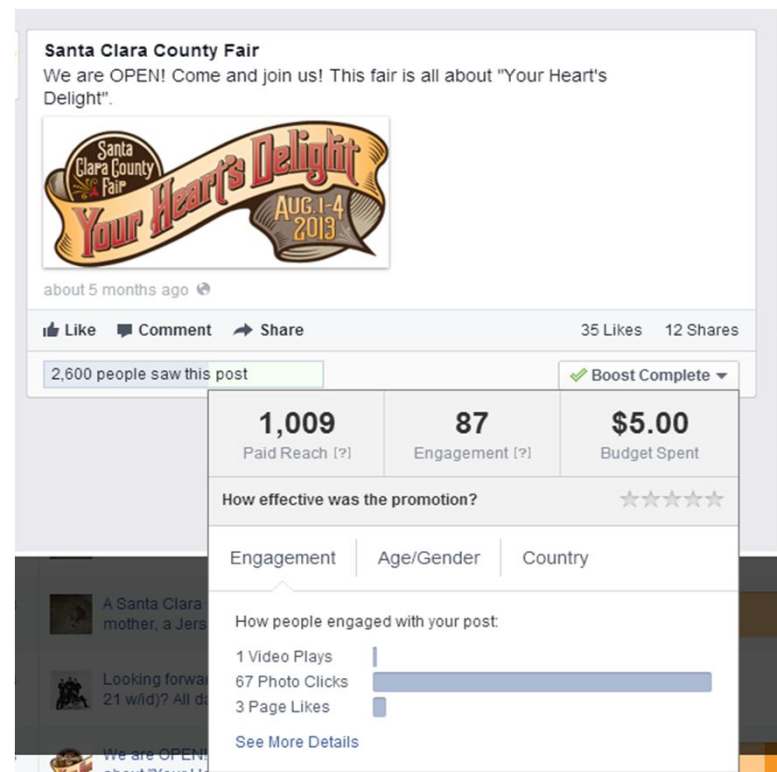 Santa Clara County Fair
We are OPEN! Come and join us! This fair is all about "Your Heart's
Delight".
Santa
Clara County
Fair
Your Heart's Delight
AUG. 1-4
2013
about 5 months ago
Like Comment Share 35 Likes 12 Shares
2,600 people saw this post Boost Complete
1,009 87 $5.00
Paid Reach [?] Engagement [?] Budget Spent
How effective was the promotion?
Engagement Age/Gender Country
A Santa Clara
mother, a Jers
How people engaged with your post:
1 Video Plays
67 Photo Clicks
3 Page Likes
Looking forwar
21 w/id)? All da
See More Details
We are OPEN!